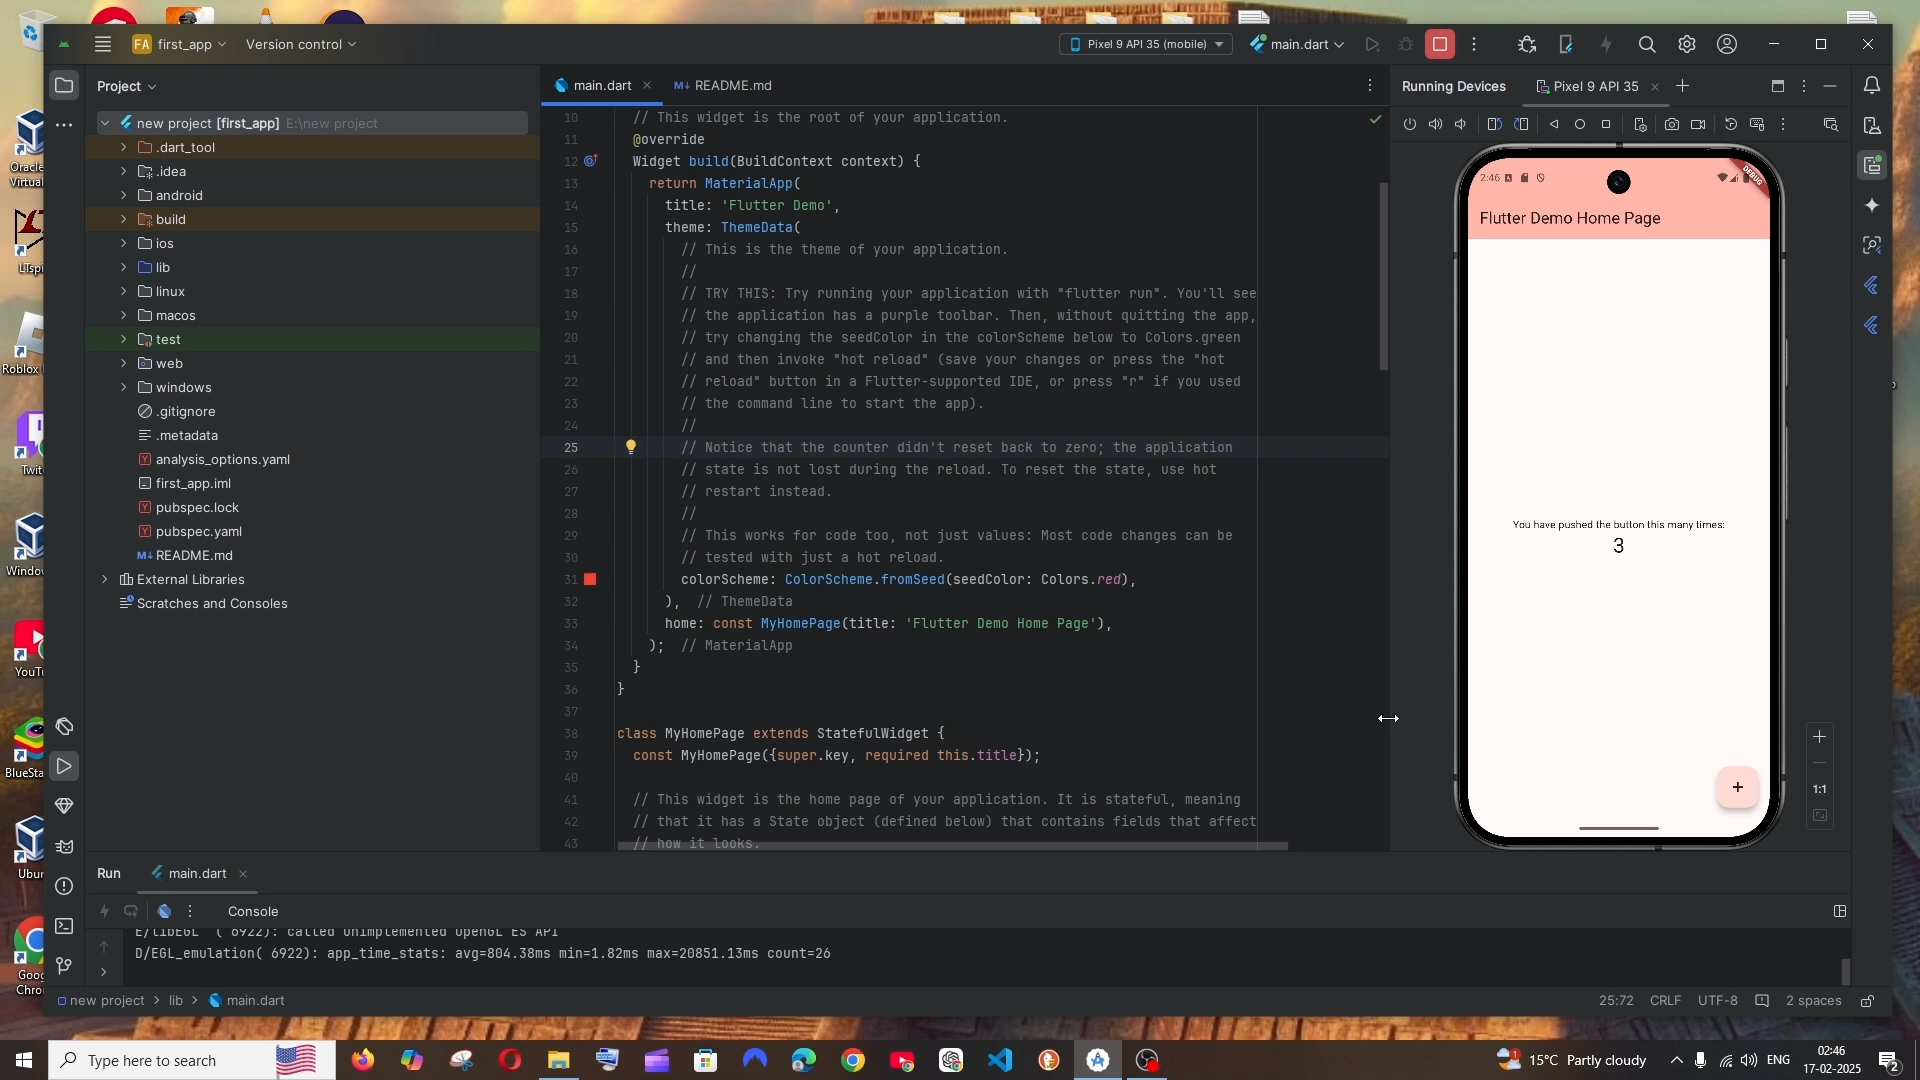 FA first_app
Version control
Pixel 9 API 35 (mobile)
main.dart
Project
main.dart
README.md
Running Devices
Pixel 9 API 35
new project [first_app] E:\new project
.dart_tool
.idea
android
build
ios
lib
linux
macos
test
web
windows
.gitignore
.metadata
analysis_options.yaml
first_app.iml
pubspec.lock
pubspec.yaml
README.md
External Libraries
Scratches and Consoles
10 // This widget is the root of your application.
11 @override
12 Widget build(BuildContext context) {
13 return MaterialApp(
14 title: 'Flutter Demo',
15 theme: ThemeData(
16 // This is the theme of your application.
17 //
18 // TRY THIS: Try running your application with "flutter run". You'll see
19 // the application has a purple toolbar. Then, without quitting the app,
20 // try changing the seedColor in the colorScheme below to Colors.green
21 // and then invoke "hot reload" (save your changes or press the "hot
22 // reload" button in a Flutter-supported IDE, or press "r" if you used
23 // the command line to start the app).
24 //
25 // Notice that the counter didn't reset back to zero; the application
26 // state is not lost during the reload. To reset the state, use hot
27 // restart instead.
28 //
29 // This works for code too, not just values: Most code changes can be
30 // tested with just a hot reload.
31 colorScheme: ColorScheme.fromSeed(seedColor: Colors.red),
32 ), // ThemeData
33 home: const MyHomePage(title: 'Flutter Demo Home Page'),
34 ); // MaterialApp
35 }
36 }
37
38 class MyHomePage extends StatefulWidget {
39 const MyHomePage({super.key, required this.title});
40
41 // This widget is the home page of your application. It is stateful, meaning
42 // that it has a State object (defined below) that contains fields that affect
43 // how it looks.
2:46
DEBUG
Flutter Demo Home Page
You have pushed the button this many times:
3
+
1:1
Run
main.dart
Console
E/libEGL ( 6922): called unimplemented OpenGL ES API
D/EGL_emulation( 6922): app_time_stats: avg=804.38ms min=1.82ms max=20851.13ms count=26
new project > lib > main.dart
25:72 CRLF UTF-8 2 spaces
Oracle
Virtual
LTspi
Roblox
Twit
Window
YouTu
BlueSta
Ubur
Goog
Chro
Type here to search
1
15°C Partly cloudy
ENG
02:46
17-02-2025
2